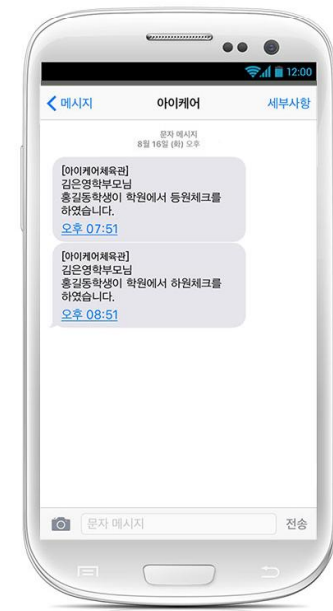 12:00
메시지
아이케어
세부사항
문자 메시지
8월 16일 (화) 오후
[아이케어체육관]
김은영학부모님
홍길동학생이 학원에서 등원체크를
하였습니다.
오후 07:51
[아이케어체육관]
김은영학부모님
홍길동학생이 학원에서 하원체크를
하였습니다.
오후 08:51
문자 메시지
전송